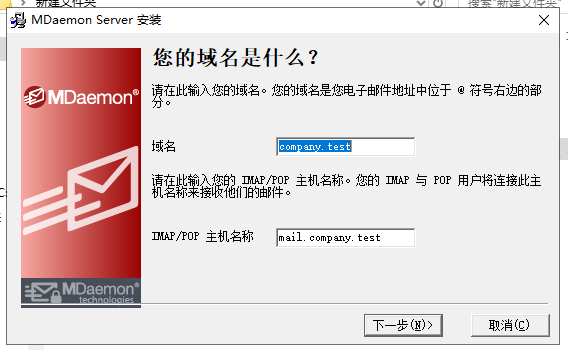 新建文件夹
搜索"新建文件夹"
MDaemon Server 安装
MDaemon®
您的域名是什么？
请在此输入您的域名。您的域名是您电子邮件地址中位于 @ 符号右边的部
分。
域名
company.test
请在此输入您的 IMAP/POP 主机名称。您的 IMAP 与 POP 用户将连接此主
机名称来接收他们的邮件。
IMAP/POP 主机名称
mail.company.test
MDaemon
technologies
下一步(N)>
取消(C)